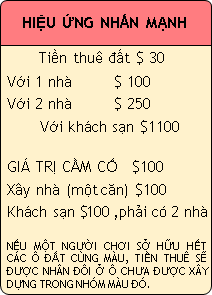 HIỆU ỨNG NHẤN MẠNH
Tiền thuê đất $ 30
Với 1 nhà $ 100
Với 2 nhà $ 250
Với khách sạn $1100
GIÁ TRỊ CẦM CỐ $100
Xây nhà (một căn) $100
Khách sạn $100 ,phải có 2 nhà
NẾU MỘT NGƯỜI CHƠI SỞ HỮU HẾT
CÁC Ô ĐẤT CÙNG MÀU, TIỀN THUÊ SẼ
ĐƯỢC NHÂN ĐÔI Ở Ô CHƯA ĐƯỢC XÂY
DỰNG TRONG NHÓM MÀU ĐÓ.